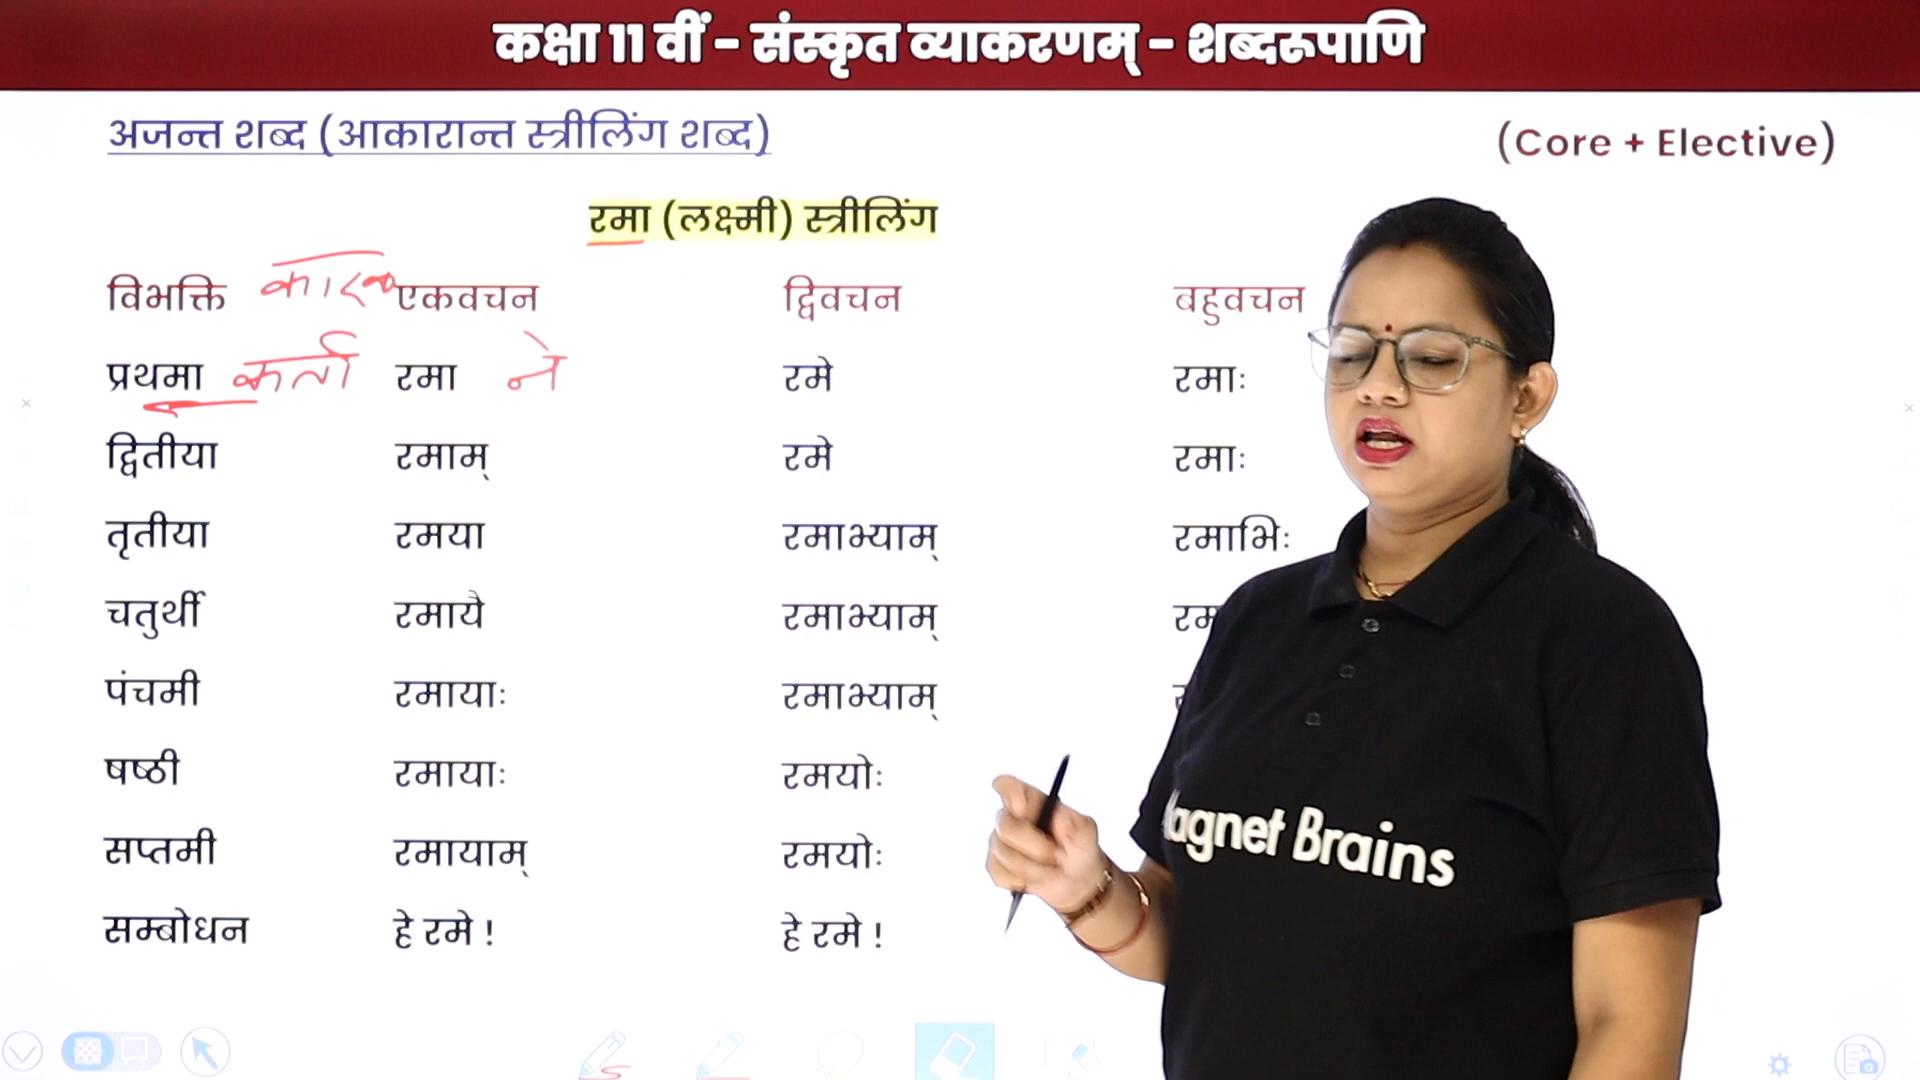 कक्षा 11 वीं - संस्कृत व्याकरणम् - शब्दरूपाणि
अजन्त शब्द (आकारान्त स्त्रीलिंग शब्द)
(Core + Elective)
रमा (लक्ष्मी) स्त्रीलिंग
विभक्ति कारक एकवचन द्विवचन बहुवचन
प्रथमा कर्ता रमा ने रमे रमाः
द्वितीया रमाम् रमे रमाः
तृतीया रमया रमाभ्याम् रमाभिः
चतुर्थी रमायै रमाभ्याम्
पंचमी रमायाः रमाभ्याम्
षष्ठी रमायाः रमयोः
सप्तमी रमायाम् रमयोः
सम्बोधन हे रमे ! हे रमे !
Brains